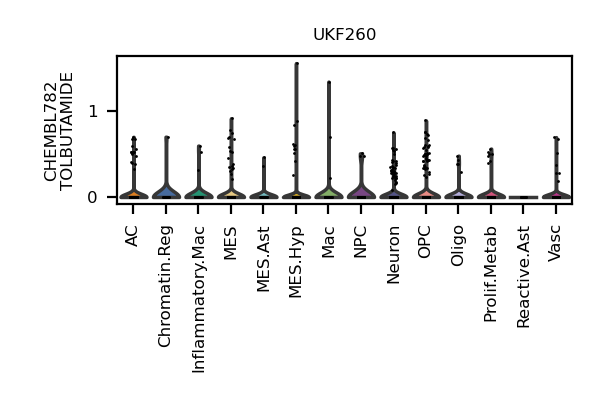 UKF260
CHEMBL782
TOLBUTAMIDE
1
0
AC
Chromatin.Reg
Inflammatory.Mac
MES
MES.Ast
MES.Hyp
Mac
NPC
Neuron
OPC
Oligo
Prolif.Metab
Reactive.Ast
Vasc